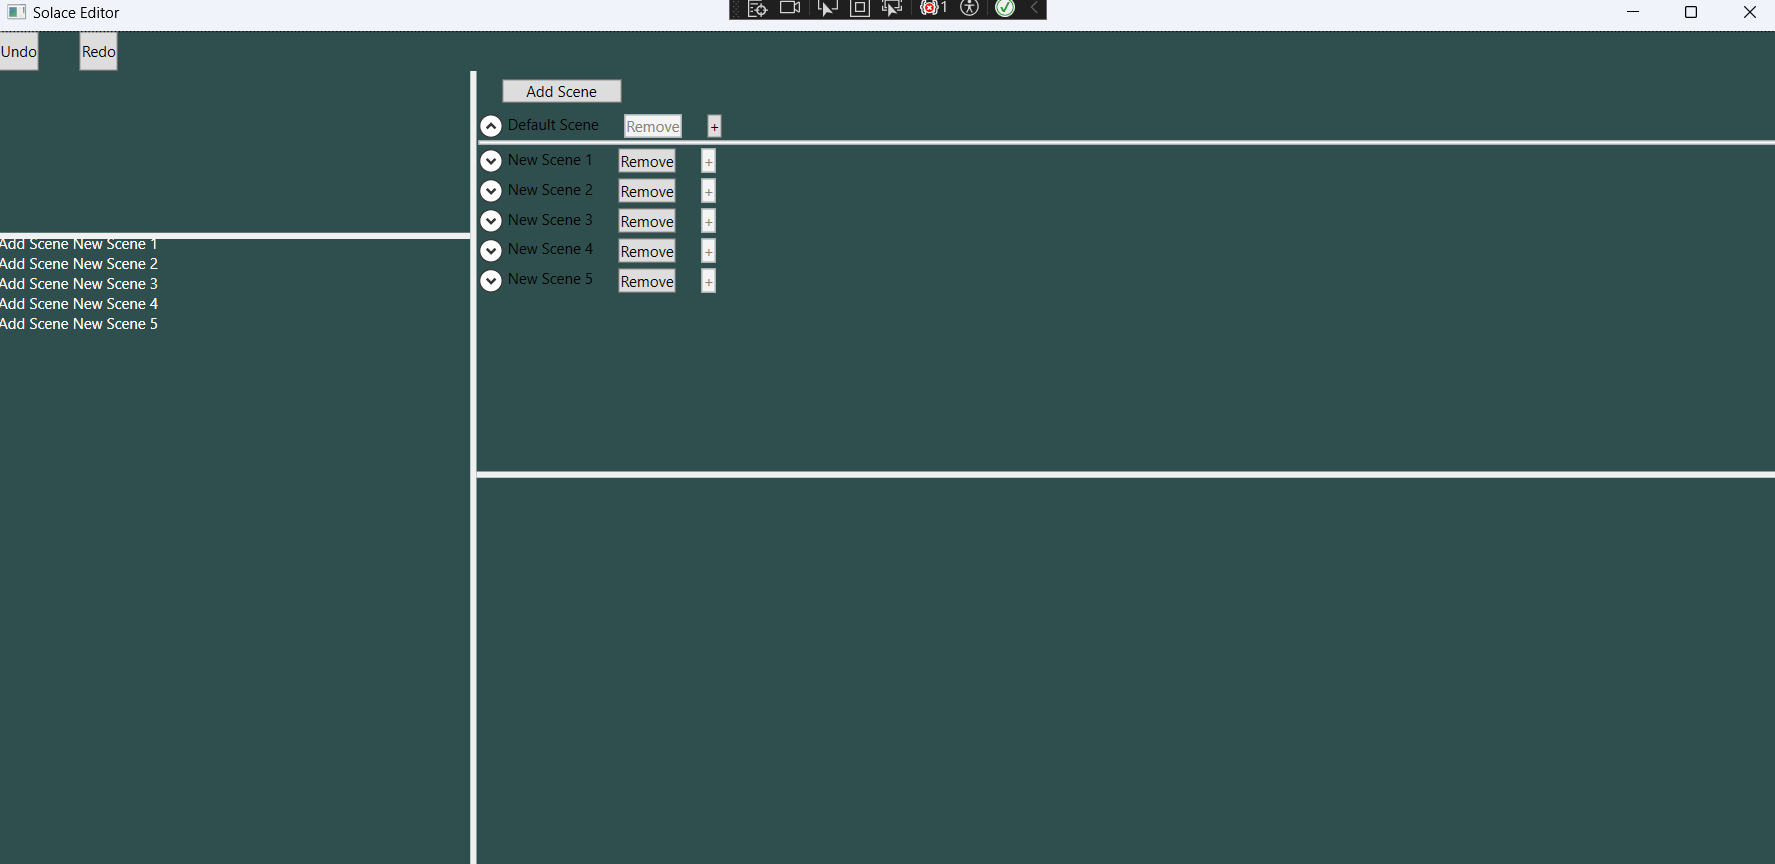 Solace Editor
1
Undo Redo
Add Scene
Default Scene Remove +
New Scene 1 Remove +
New Scene 2 Remove +
New Scene 3 Remove +
New Scene 4 Remove +
New Scene 5 Remove +
Add Scene New Scene 1
Add Scene New Scene 2
Add Scene New Scene 3
Add Scene New Scene 4
Add Scene New Scene 5